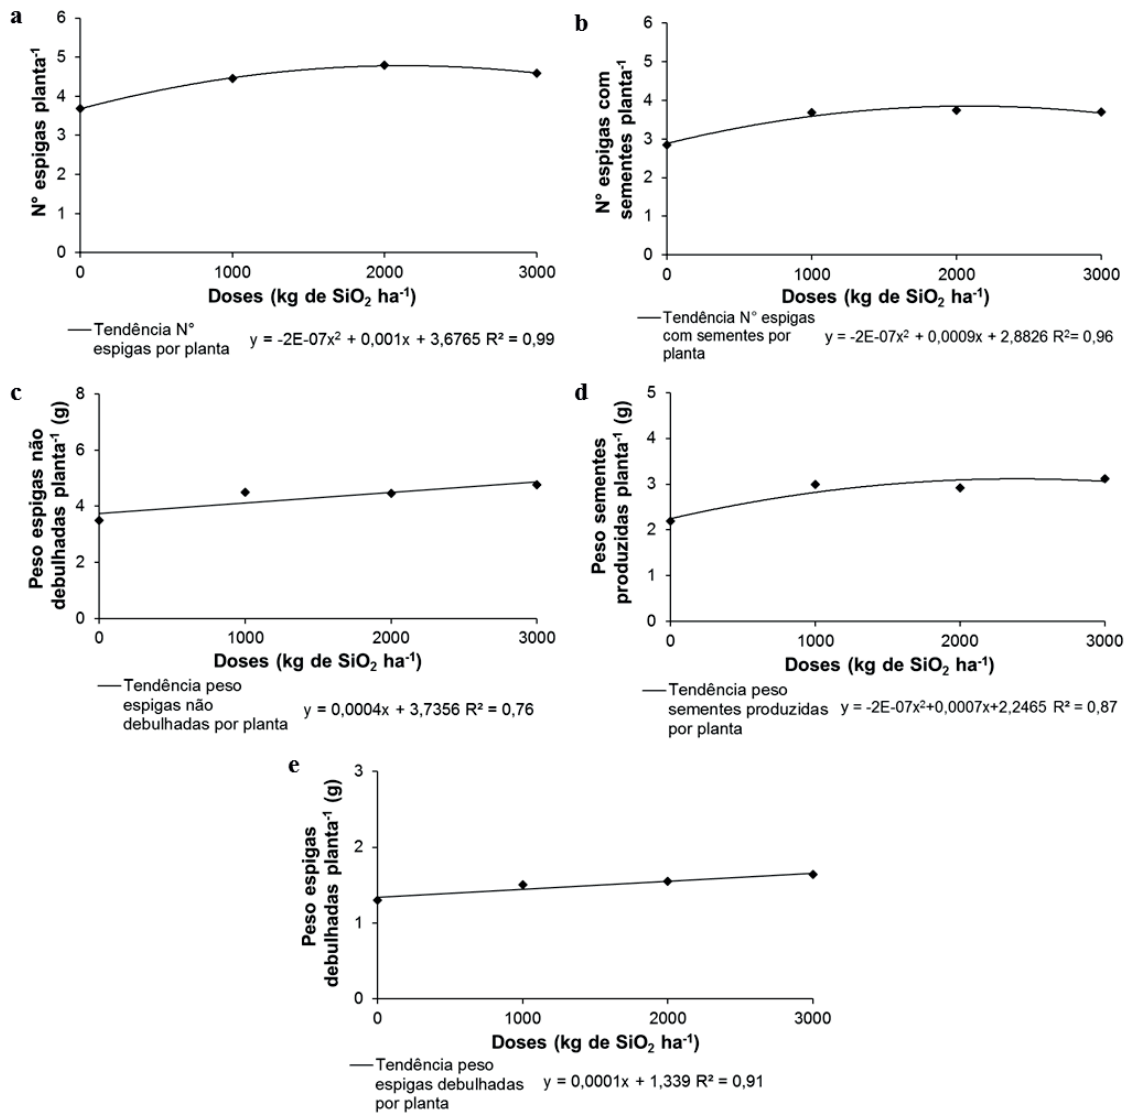 a
N° espigas planta⁻¹
6
5
4
3
2
1
0
0 1000 2000 3000
Doses (kg de SiO₂ ha⁻¹)
Tendência N°
espigas por planta
y = -2E-07x² + 0,001x + 3,6765 R² = 0,99
b
N° espigas com
sementes planta⁻¹
6
5
4
3
2
1
0
0 1000 2000 3000
Doses (kg de SiO₂ ha⁻¹)
Tendência N° espigas
com sementes por
planta
y = -2E-07x² + 0,0009x + 2,8826 R²= 0,96
c
Peso espigas não
debulhadas planta⁻¹ (g)
8
6
4
2
0
0 1000 2000 3000
Doses (kg de SiO₂ ha⁻¹)
Tendência peso
espigas não
debulhadas por planta
y = 0,0004x + 3,7356 R² = 0,76
d
Peso sementes
produzidas planta⁻¹ (g)
5
4
3
2
1
0
0 1000 2000 3000
Doses (kg de SiO₂ ha⁻¹)
Tendência peso
sementes produzidas
por planta
y = -2E-07x²+0,0007x+2,2465 R² = 0,87
e
Peso espigas
debulhadas planta⁻¹ (g)
3
2
1
0
0 1000 2000 3000
Doses (kg de SiO₂ ha⁻¹)
Tendência peso
espigas debulhadas
por planta
y = 0,0001x + 1,339 R² = 0,91